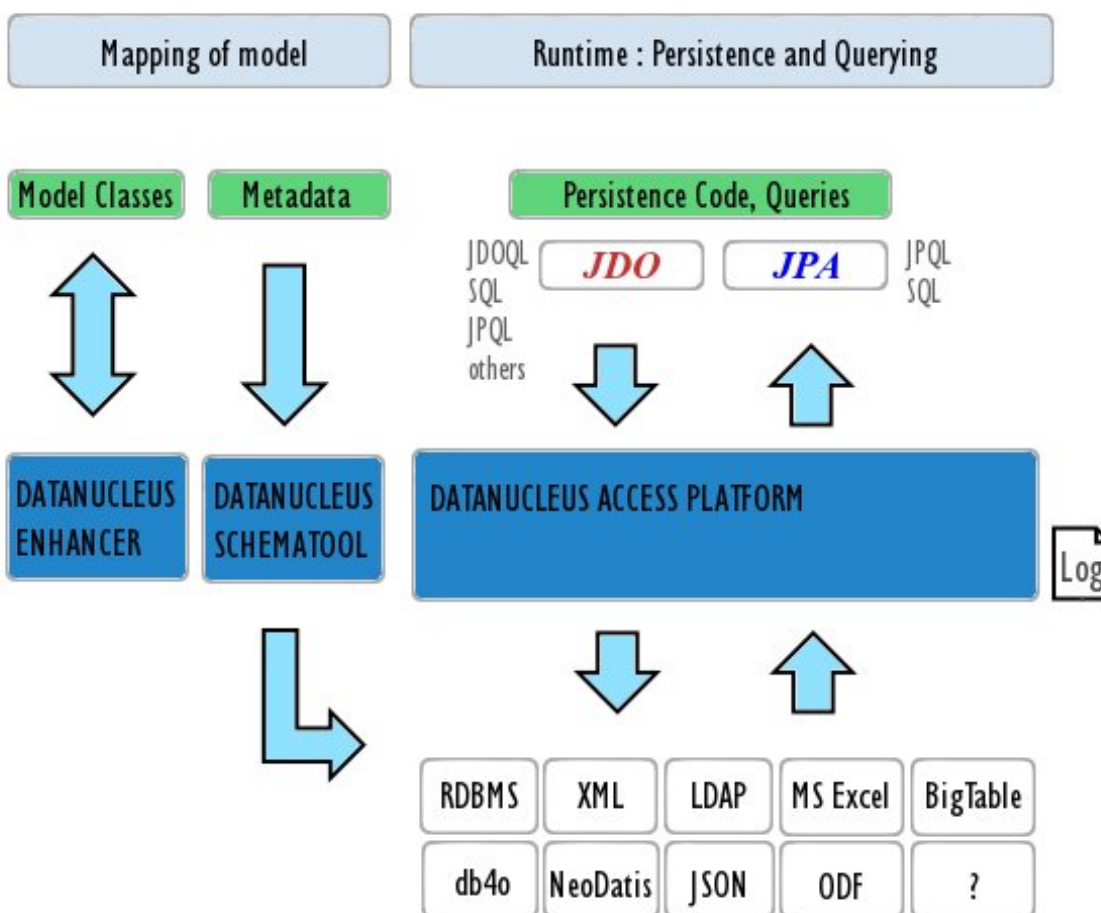 Mapping of model
Runtime : Persistence and Querying
Model Classes
Metadata
Persistence Code, Queries
JDOQL
SQL
JPQL
others
JDO
JPA
JPQL
SQL
DATANUCLEUS
ENHANCER
DATANUCLEUS
SCHEMATOOL
DATANUCLEUS ACCESS PLATFORM
Log
RDBMS
XML
LDAP
MS Excel
BigTable
db4o
NeoDatis
JSON
ODF
?